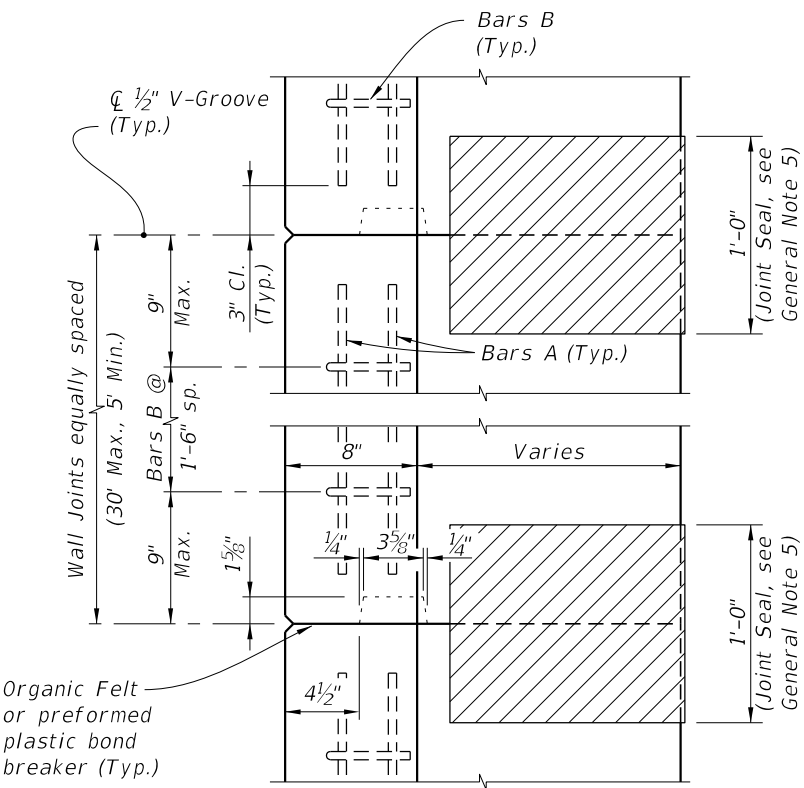 Bars B
(Typ.)
℄ ½" V-Groove
(Typ.)
3" Cl.
(Typ.)
1'-0"
(Joint Seal, see
General Note 5)
Wall Joints equally spaced
(30' Max., 5' Min.)
9"
Max.
Bars B @
1'-6" sp.
9"
Max.
Bars A (Typ.)
8"
Varies
1⅝"
¼"
3⅝"
¼"
1'-0"
(Joint Seal, see
General Note 5)
4½"
Organic Felt
or preformed
plastic bond
breaker (Typ.)